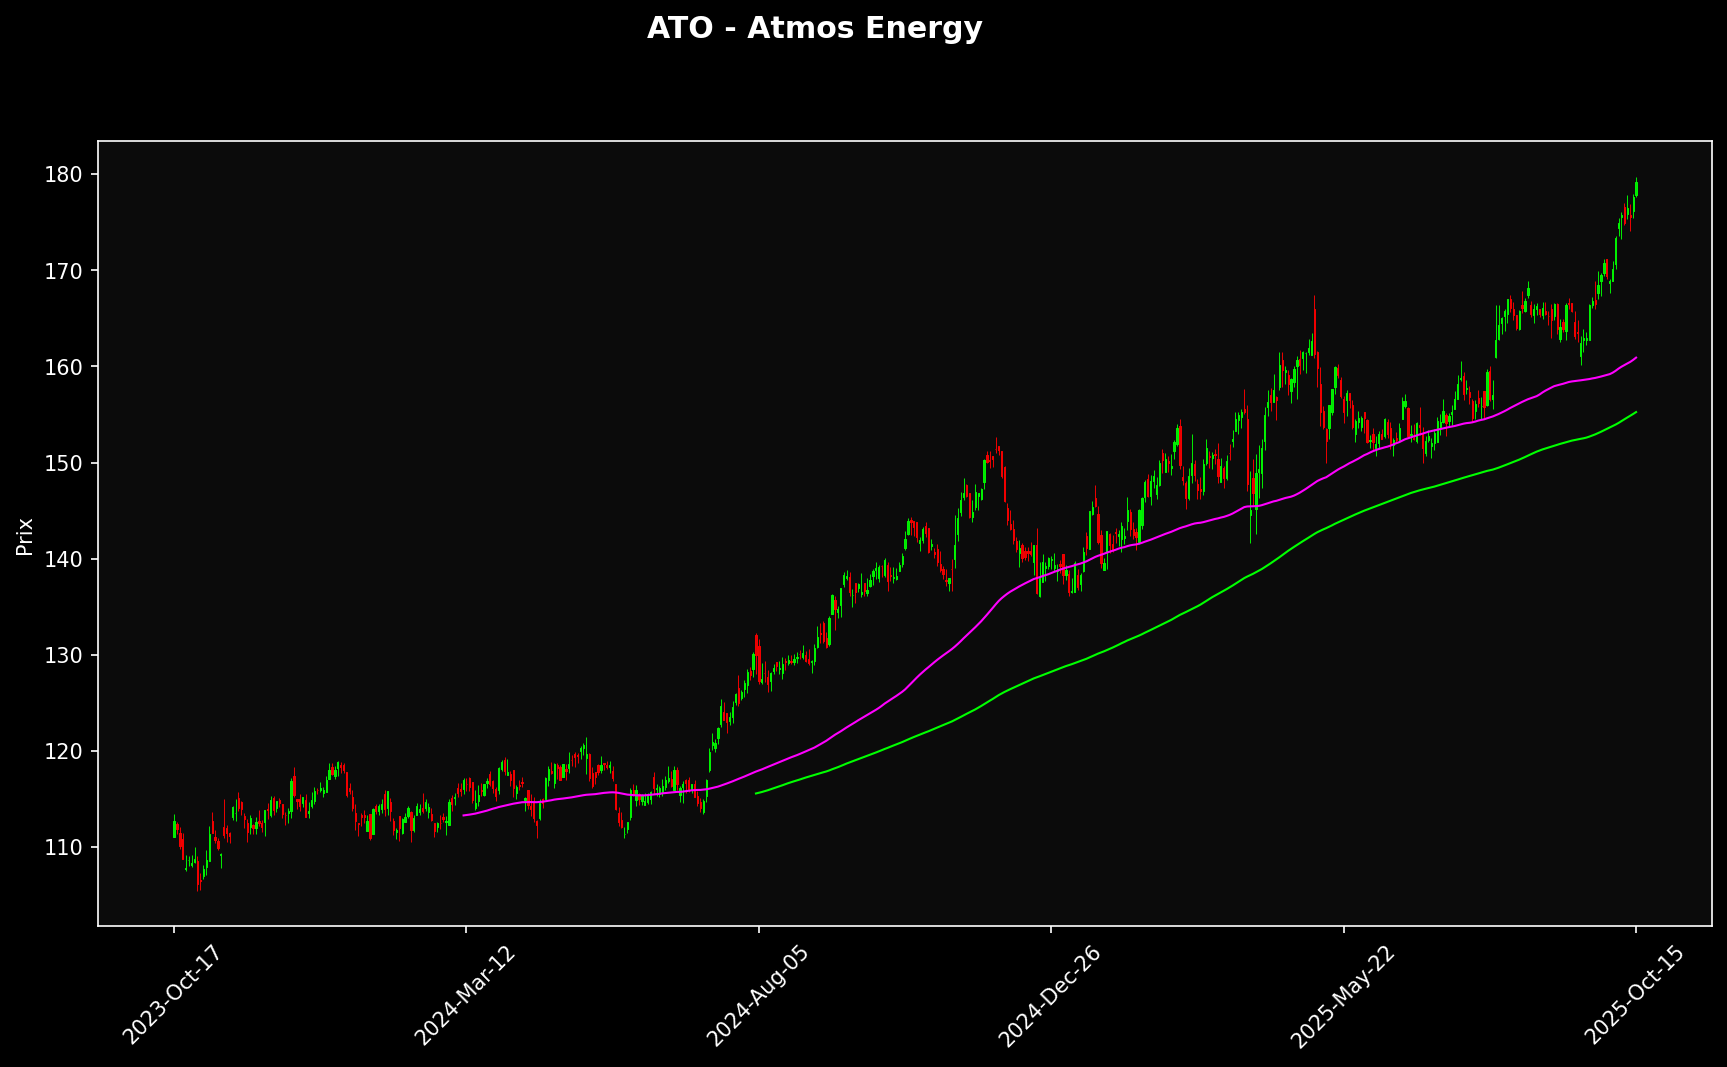 ATO - Atmos Energy
Prix
180
170
160
150
140
130
120
110
2023-Oct-17
2024-Mar-12
2024-Aug-05
2024-Dec-26
2025-May-22
2025-Oct-15